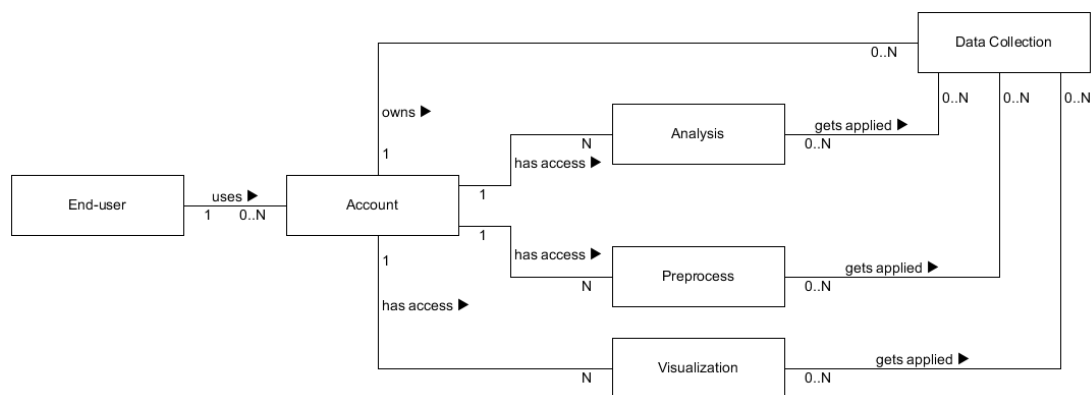 Data Collection
0..N
0..N
0..N
0..N
owns ▶
Analysis
gets applied ▶
N
0..N
1
has access ▶
End-user
uses ▶
1
0..N
Account
1
1
has access ▶
Preprocess
gets applied ▶
N
0..N
1
has access ▶
Visualization
gets applied ▶
N
0..N